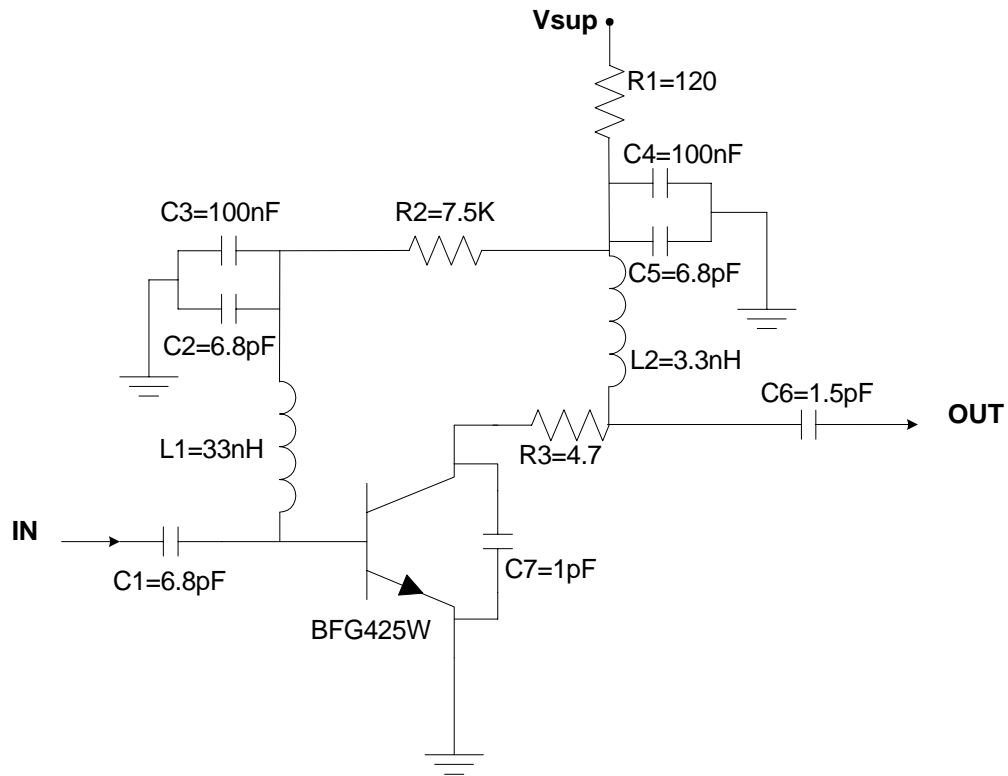 Vsup
R1=120
C4=100nF
C3=100nF
R2=7.5K
C5=6.8pF
C2=6.8pF
L2=3.3nH
C6=1.5pF
OUT
L1=33nH
R3=4.7
IN
C7=1pF
C1=6.8pF
BFG425W